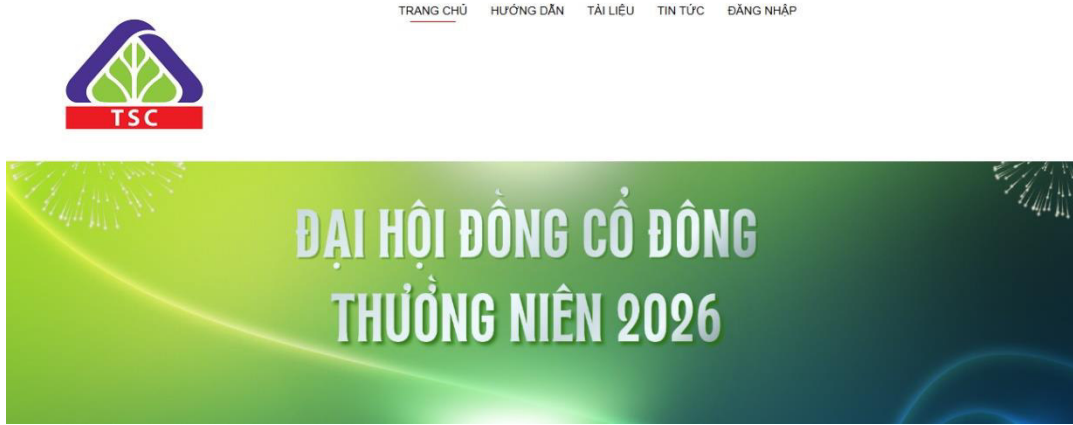 TRANG CHỦ HƯỚNG DẪN TÀI LIỆU TIN TỨC ĐĂNG NHẬP
TSC
ĐẠI HỘI ĐỒNG CỔ ĐÔNG
THƯỜNG NIÊN 2026